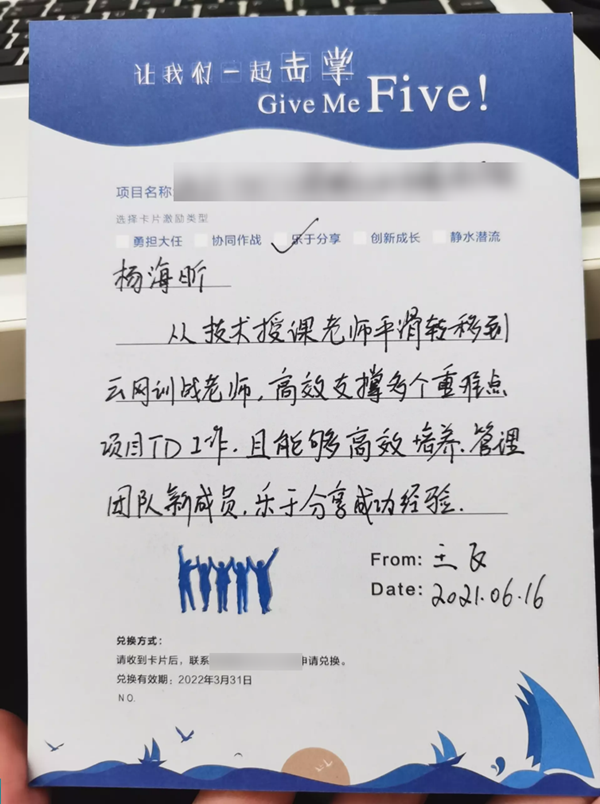 让我们一起击掌
Give Me Five!
项目名称
选择卡片激励类型
勇担大任 协同作战 乐于分享 创新成长 静水潜流
杨海昕
从技术授课老师平滑转移到
云网训战老师,高效支撑多个重难点
项目TD工作,且能够高效培养、管理
团队新成员,乐于分享成功经验.
From: 王
Date: 2021.06.16
兑换方式:
请收到卡片后,联系 申请兑换。
兑换有效期:2022年3月31日
NO.